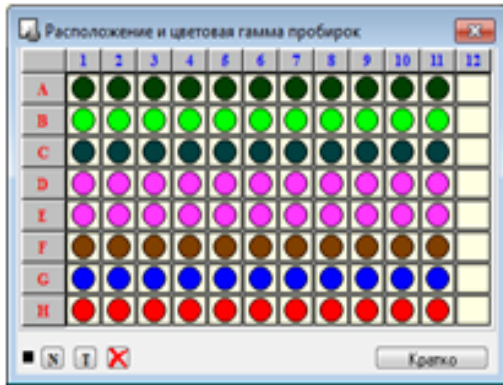 Расположение и цветовая гамма пробирок
1 2 3 4 5 6 7 8 9 10 11 12
A
B
C
D
E
F
G
H
N T Кратко